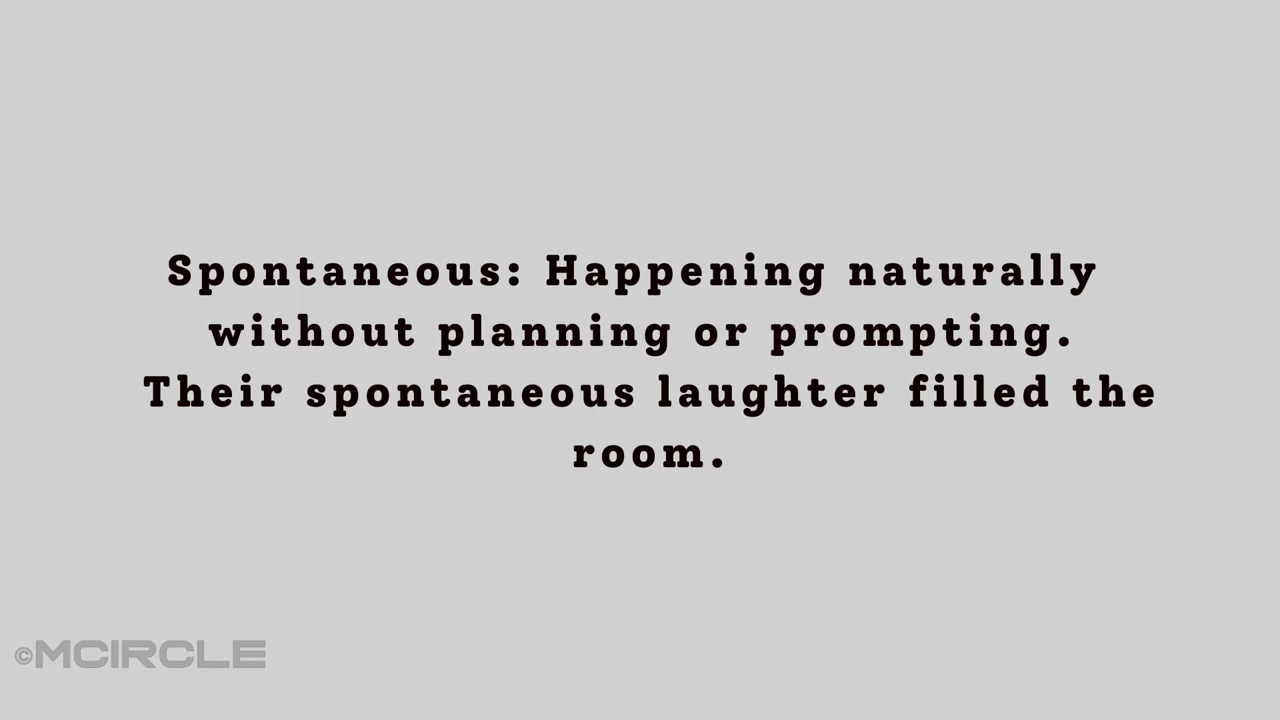 Spontaneous: Happening naturally
without planning or prompting.
Their spontaneous laughter filled the
room.
©MCIRCLE